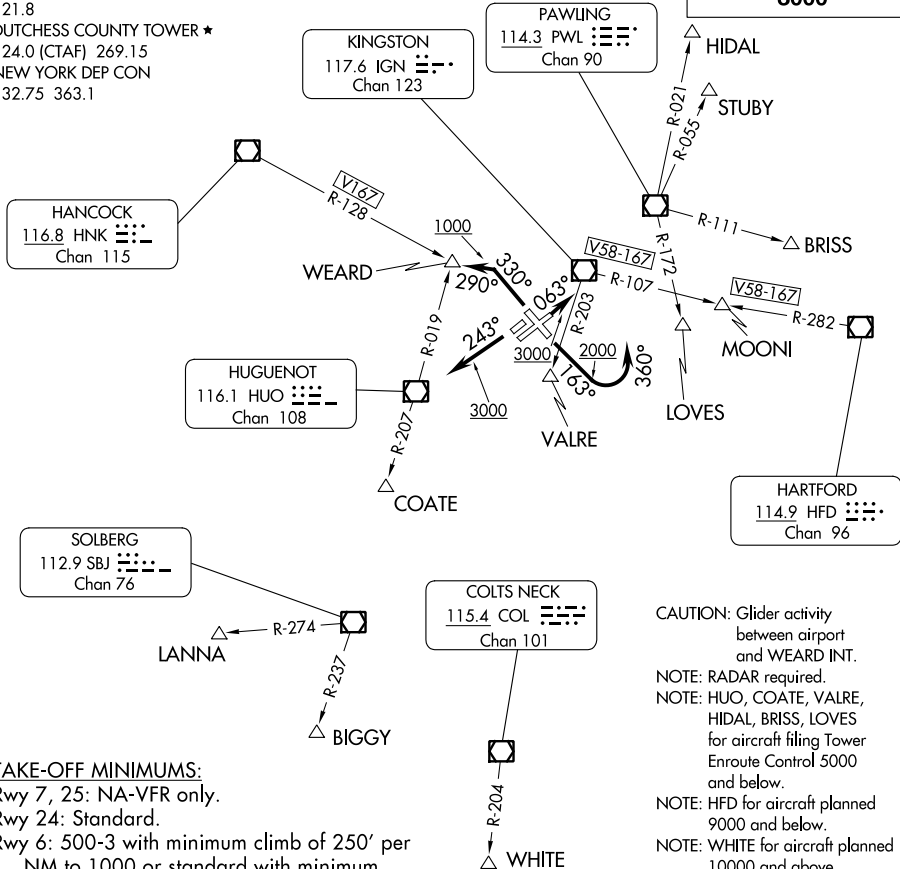 21.8
DUTCHESS COUNTY TOWER ★
24.0 (CTAF) 269.15
NEW YORK DEP CON
32.75 363.1
5000
PAWLING
114.3 PWL
Chan 90
KINGSTON
117.6 IGN
Chan 123
HIDAL
STUBY
R-021
R-055
HANCOCK
116.8 HNK
Chan 115
V167
R-128
R-111
BRISS
WEARD
1000
330°
290°
063°
V58-167
R-107
R-172
V58-167
R-282
MOONI
R-203
R-019
243°
3000
3000
2000
163°
360°
HUGUENOT
116.1 HUO
Chan 108
R-207
VALRE
LOVES
COATE
HARTFORD
114.9 HFD
Chan 96
SOLBERG
112.9 SBJ
Chan 76
COLTS NECK
115.4 COL
Chan 101
R-274
LANNA
R-237
BIGGY
R-204
WHITE
CAUTION: Glider activity
between airport
and WEARD INT.
NOTE: RADAR required.
NOTE: HUO, COATE, VALRE,
HIDAL, BRISS, LOVES
for aircraft filing Tower
Enroute Control 5000
and below.
NOTE: HFD for aircraft planned
9000 and below.
NOTE: WHITE for aircraft planned
10000 and above.
TAKE-OFF MINIMUMS:
Rwy 7, 25: NA-VFR only.
Rwy 24: Standard.
Rwy 6: 500-3 with minimum climb of 250' per
NM to 1000 or standard with minimum